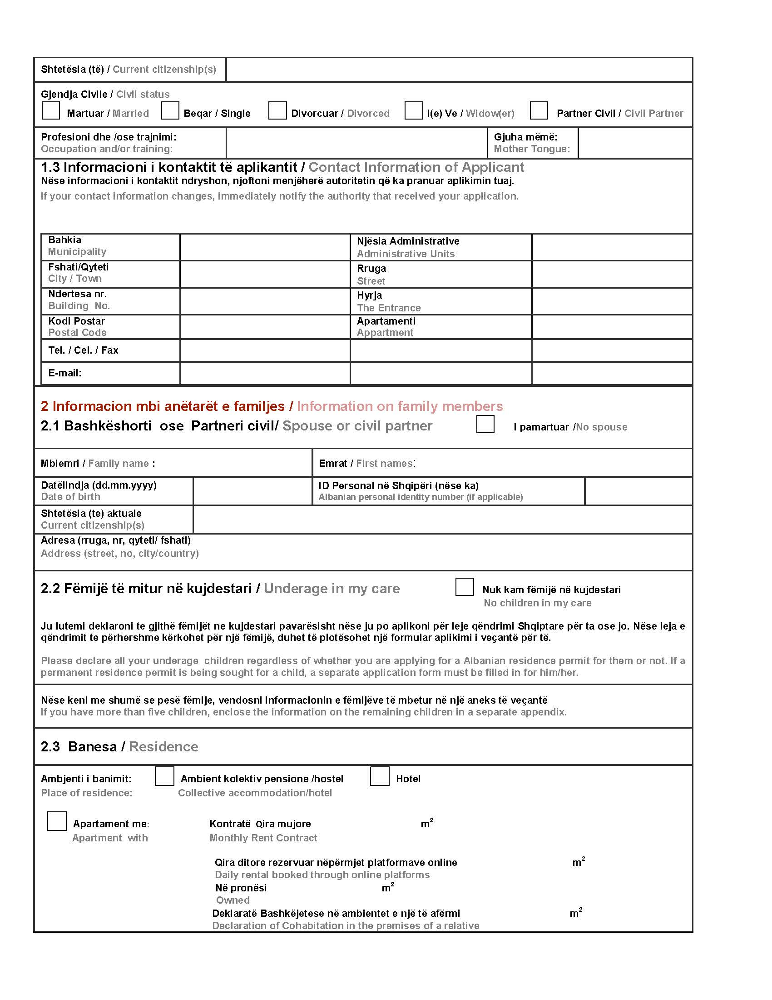 Shtetësia (të) / Current citizenship(s)
Gjendja Civile / Civil status
Martuar / Married Beqar / Single Divorcuar / Divorced I(e) Ve / Widow(er) Partner Civil / Civil Partner
Profesioni dhe /ose trajnimi: Gjuha mëmë:
Occupation and/or training: Mother Tongue:
1.3 Informacioni i kontaktit të aplikantit / Contact Information of Applicant
Nëse informacioni i kontaktit ndryshon, njoftoni menjëherë autoritetin që ka pranuar aplikimin tuaj.
If your contact information changes, immediately notify the authority that received your application.
Bahkia Njësia Administrative
Municipality Administrative Units
Fshati/Qyteti Rruga
City / Town Street
Ndertesa nr. Hyrja
Building No. The Entrance
Kodi Postar Apartamenti
Postal Code Appartment
Tel. / Cel. / Fax
E-mail:
2 Informacion mbi anëtarët e familjes / Information on family members
2.1 Bashkëshorti ose Partneri civil/ Spouse or civil partner I pamartuar /No spouse
Mbiemri / Family name : Emrat / First names:
Datëlindja (dd.mm.yyyy) ID Personal në Shqipëri (nëse ka)
Date of birth Albanian personal identity number (if applicable)
Shtetësia (te) aktuale
Current citizenship(s)
Adresa (rruga, nr, qyteti/ fshati)
Address (street, no, city/country)
2.2 Fëmijë të mitur në kujdestari / Underage in my care Nuk kam fëmijë në kujdestari
No children in my care
Ju lutemi deklaroni te gjithë fëmijët ne kujdestari pavarësisht nëse ju po aplikoni për leje qëndrimi Shqiptare për ta ose jo. Nëse leja e
qëndrimit te përhershme kërkohet për një fëmijë, duhet të plotësohet një formular aplikimi i veçantë për të.
Please declare all your underage children regardless of whether you are applying for a Albanian residence permit for them or not. If a
permanent residence permit is being sought for a child, a separate application form must be filled in for him/her.
Nëse keni me shumë se pesë fëmije, vendosni informacionin e fëmijëve të mbetur në një aneks të veçantë
If you have more than five children, enclose the information on the remaining children in a separate appendix.
2.3 Banesa / Residence
Ambjenti i banimit: Ambient kolektiv pensione /hostel Hotel
Place of residence: Collective accommodation/hotel
Apartament me: Kontratë Qira mujore m²
Apartment with Monthly Rent Contract
Qira ditore rezervuar nëpërmjet platformave online m²
Daily rental booked through online platforms
Në pronësi m²
Owned
Deklaratë Bashkëjetese në ambientet e një të afërmi m²
Declaration of Cohabitation in the premises of a relative